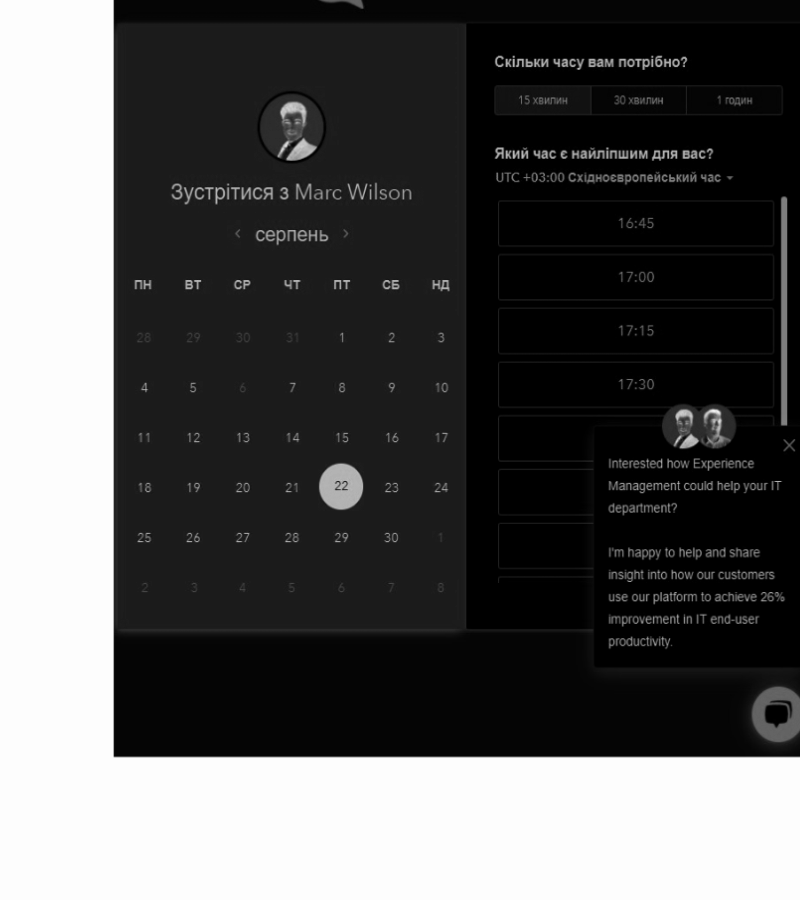 Зустрітися з Marc Wilson
серпень
ПН ВТ СР ЧТ ПТ СБ НД
28 29 30 31 1 2 3
4 5 6 7 8 9 10
11 12 13 14 15 16 17
18 19 20 21 22 23 24
25 26 27 28 29 30 1
2 3 4 5 6 7 8
Скільки часу вам потрібно?
15 хвилин 30 хвилин 1 годин
Який час є найліпшим для вас?
UTC +03:00 Східноєвропейський час
16:45
17:00
17:15
17:30
Interested how Experience
Management could help your IT
department?
I'm happy to help and share
insight into how our customers
use our platform to achieve 26%
improvement in IT end-user
productivity.